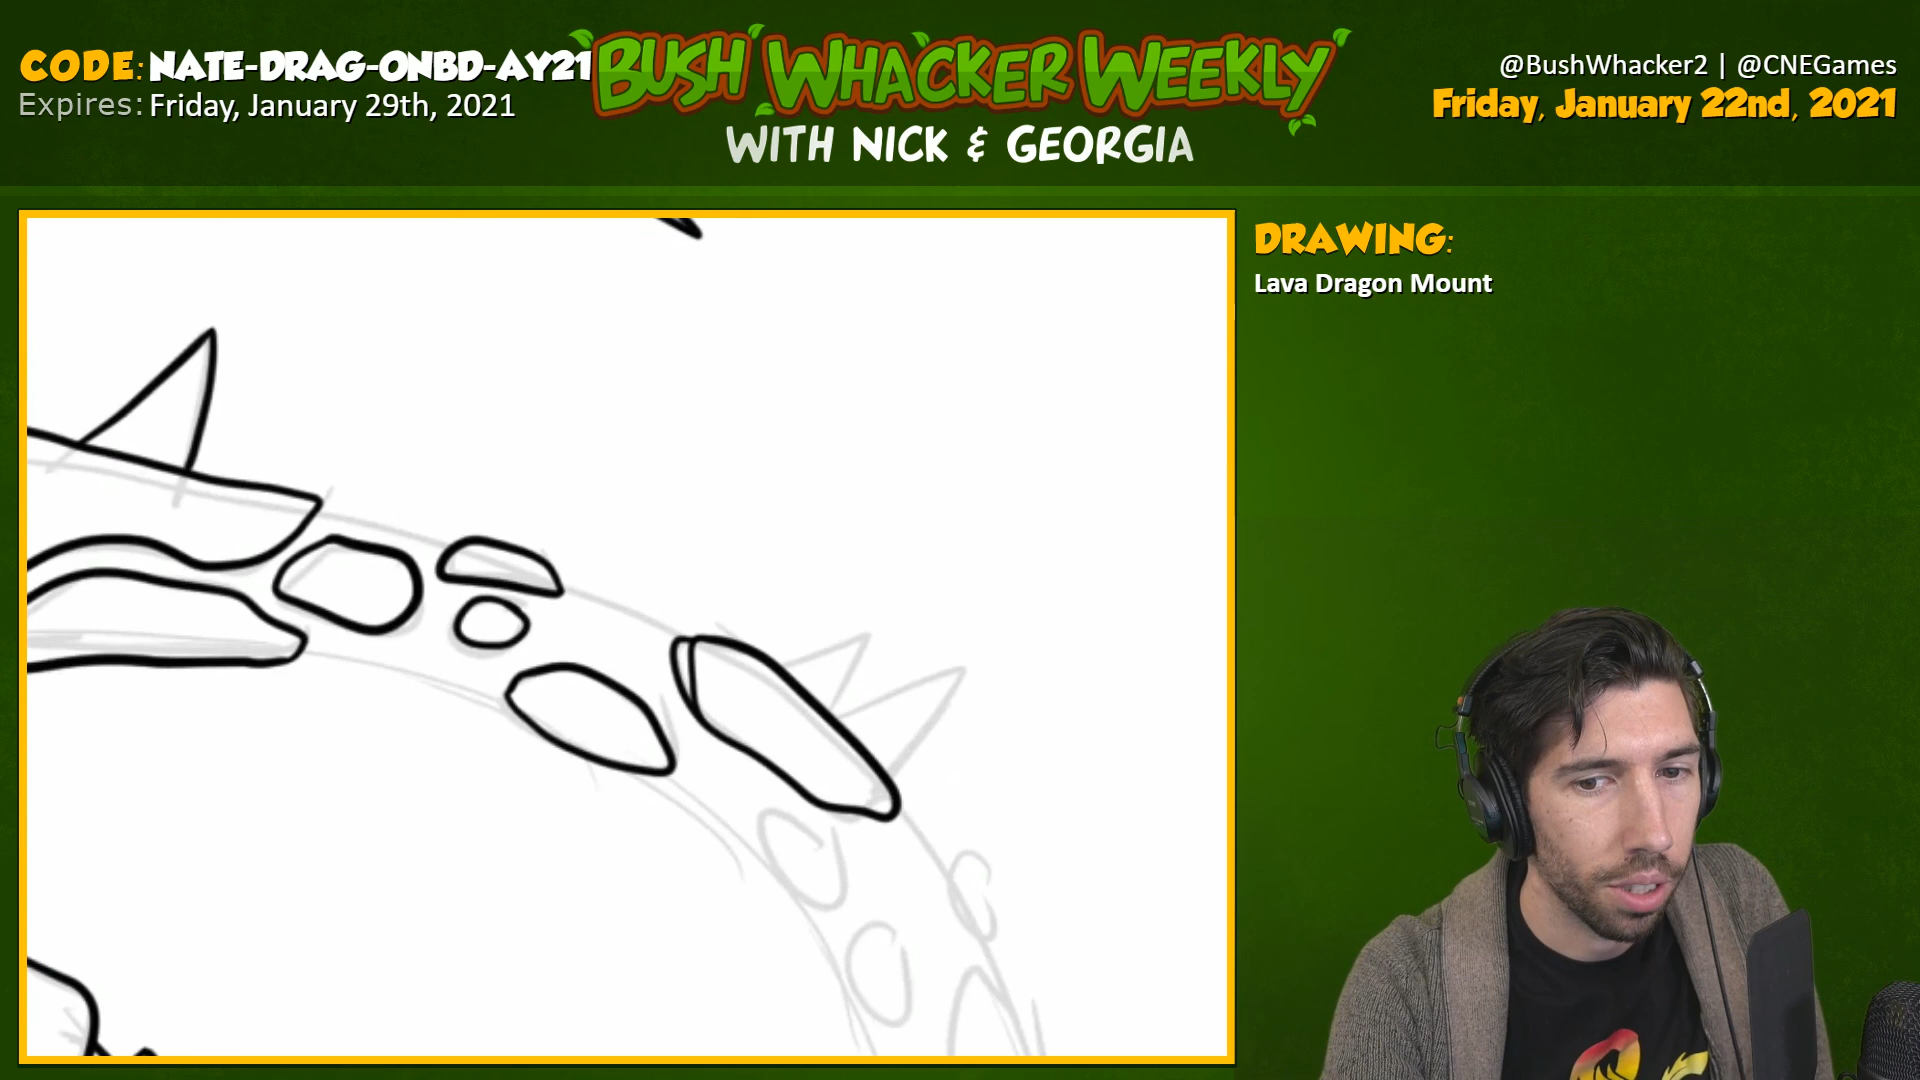 CODE: NATE-DRAG-ONBD-AY21
Expires: Friday, January 29th, 2021
BUSH WHACKER WEEKLY
WITH NICK & GEORGIA
@BushWhacker2 | @CNEGames
Friday, January 22nd, 2021
DRAWING:
Lava Dragon Mount